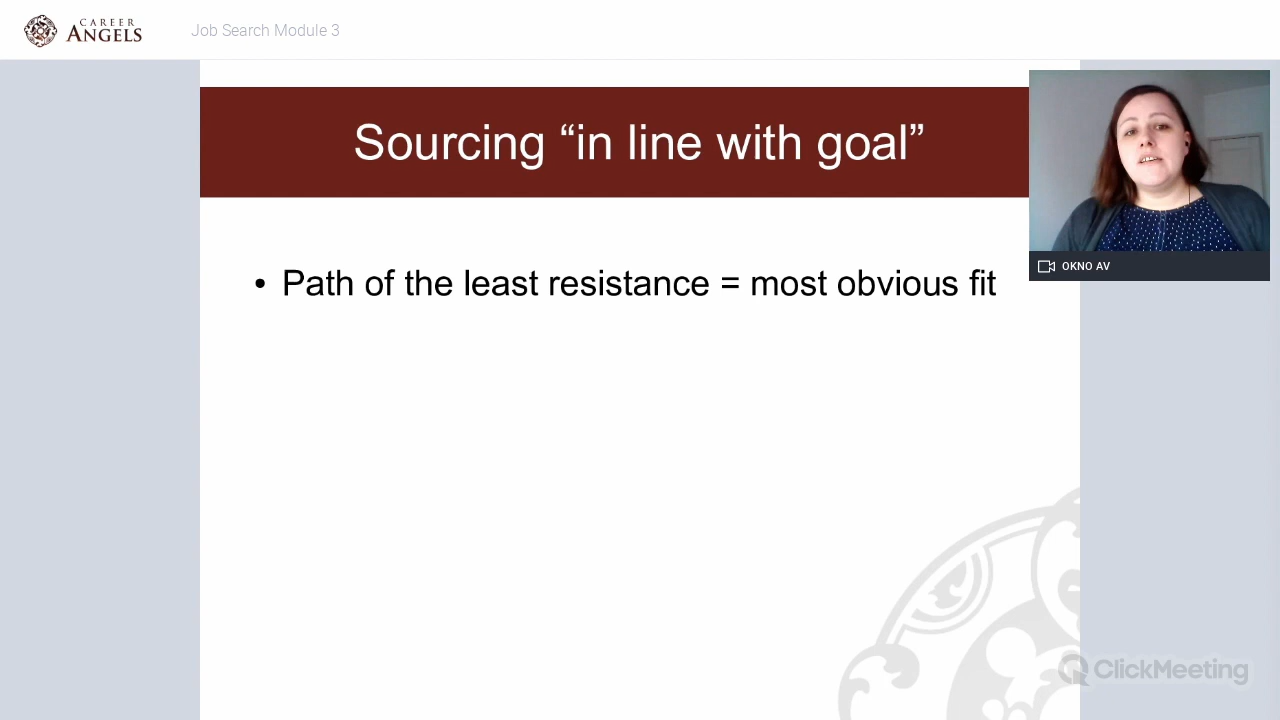 CAREER
ANGELS
Job Search Module 3
Sourcing “in line with goal”
OKNO AV
• Path of the least resistance = most obvious fit
ClickMeeting